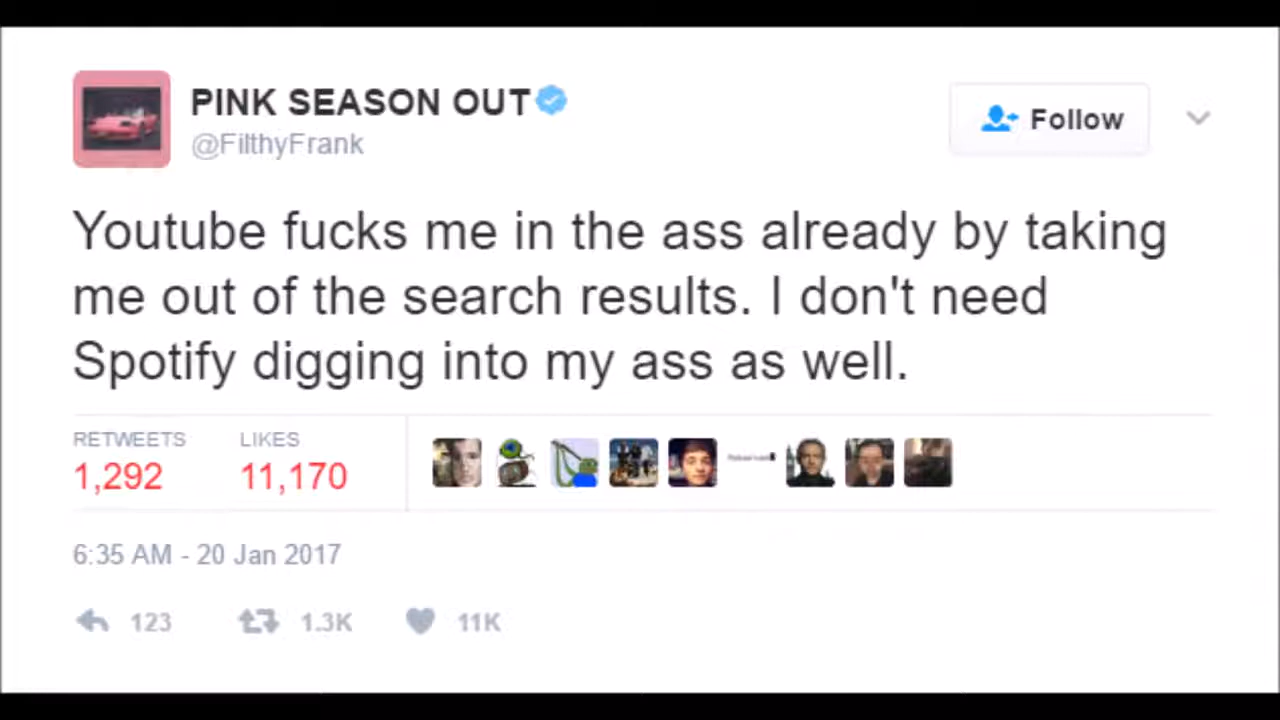 PINK SEASON OUT
@FilthyFrank
Follow
Youtube fucks me in the ass already by taking
me out of the search results. I don't need
Spotify digging into my ass as well.
RETWEETS LIKES
1,292 11,170
6:35 AM - 20 Jan 2017
123 1.3K 11K